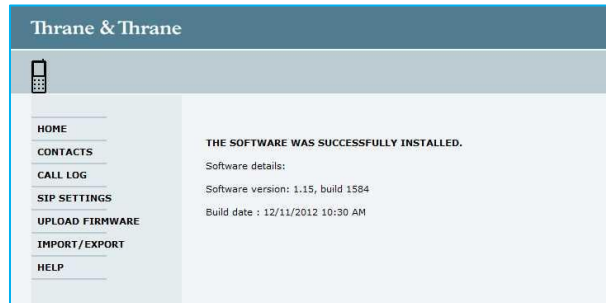 Thrane & Thrane
HOME
CONTACTS
CALL LOG
SIP SETTINGS
UPLOAD FIRMWARE
IMPORT/EXPORT
HELP
THE SOFTWARE WAS SUCCESSFULLY INSTALLED.
Software details:
Software version: 1.15, build 1584
Build date : 12/11/2012 10:30 AM